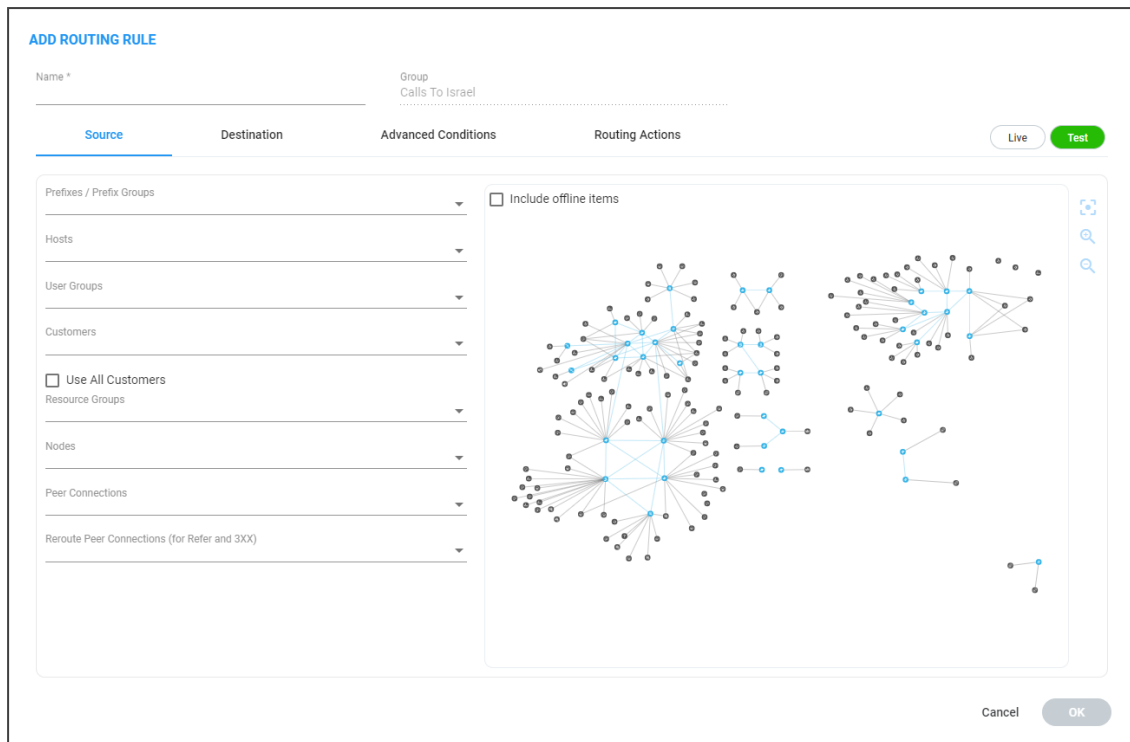 ADD ROUTING RULE
Name *
Group
Calls To Israel
Source
Destination
Advanced Conditions
Routing Actions
Live
Test
Prefixes / Prefix Groups
Include offline items
Hosts
User Groups
Customers
Use All Customers
Resource Groups
Nodes
Peer Connections
Reroute Peer Connections (for Refer and 3XX)
Cancel
OK